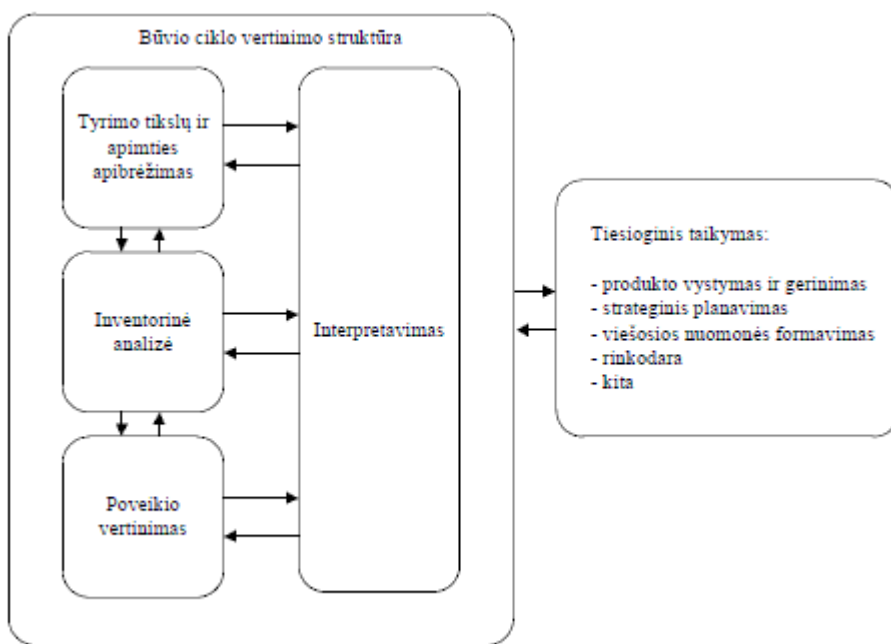 Būvio ciklo vertinimo struktūra
Tyrimo tikslų ir
apimties
apibrėžimas
Inventorinė
analizė
Poveikio
vertinimas
Interpretavimas
Tiesioginis taikymas:
- produkto vystymas ir gerinimas
- strateginis planavimas
- viešosios nuomonės formavimas
- rinkodara
- kita